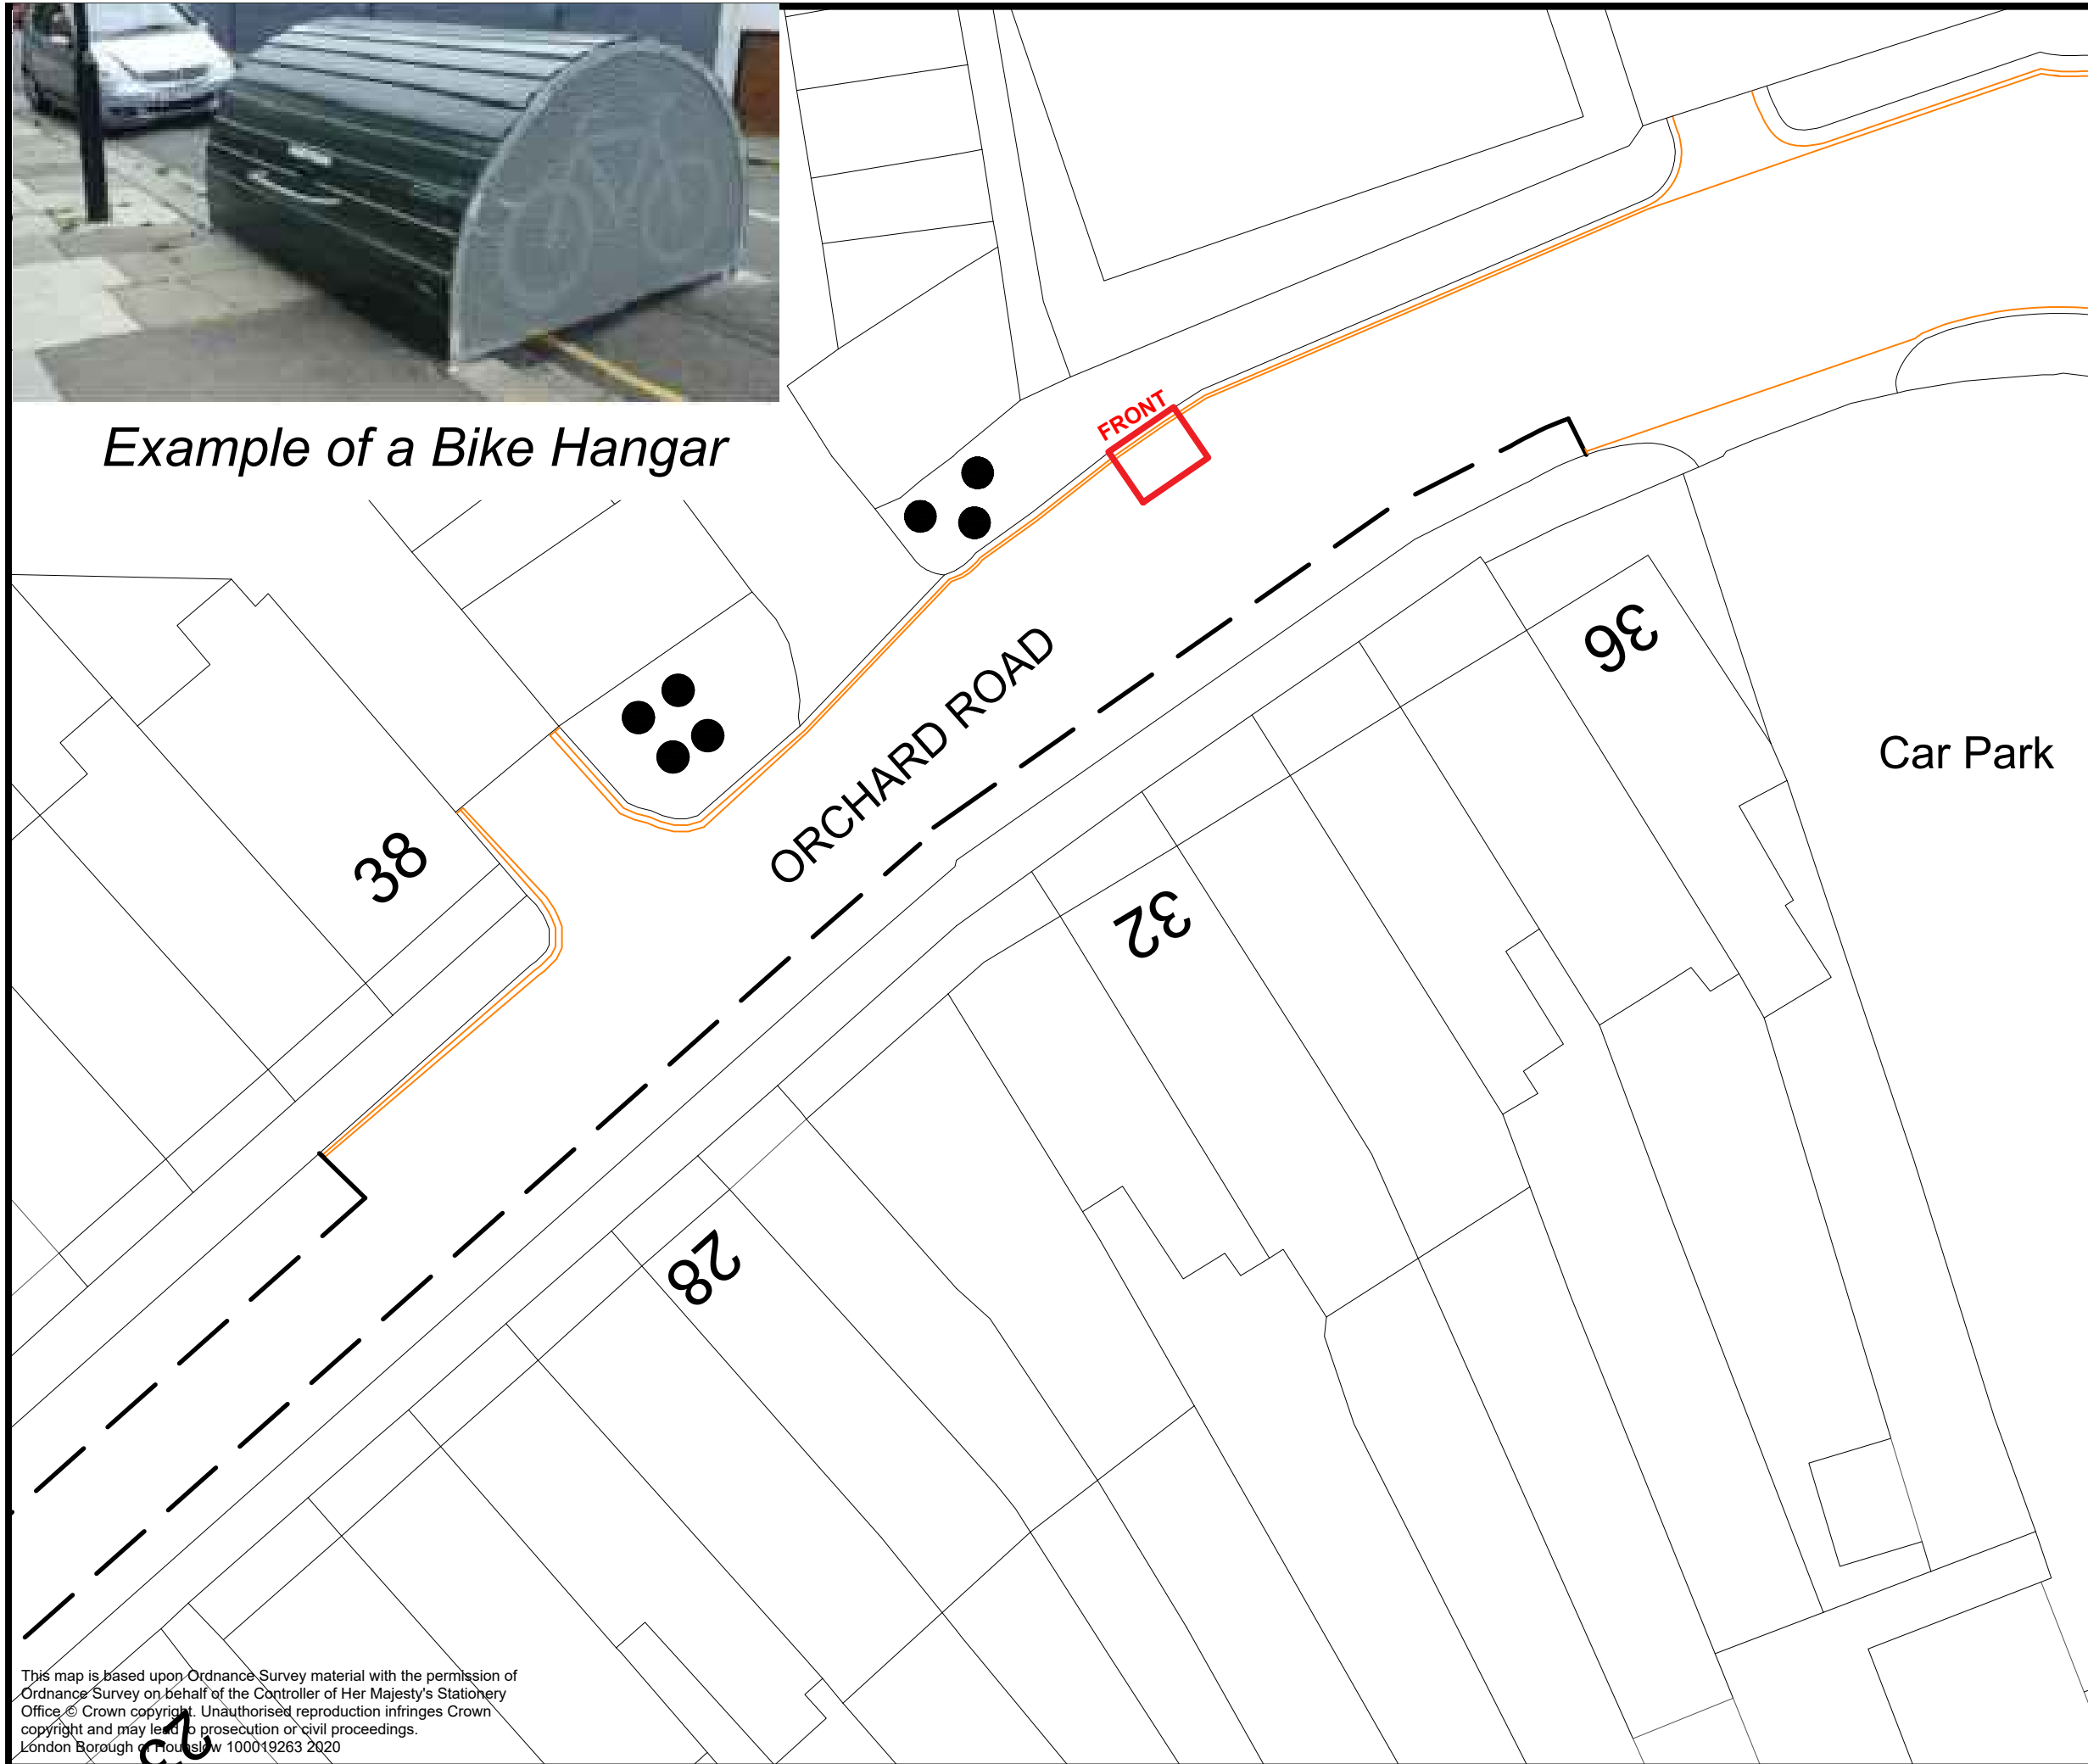 Example of a Bike Hangar
FRONT
ORCHARD ROAD
36
Car Park
38
32
28
23
This map is based upon Ordnance Survey material with the permission of
Ordnance Survey on behalf of the Controller of Her Majesty's Stationery
Office © Crown copyright. Unauthorised reproduction infringes Crown
copyright and may lead to prosecution or civil proceedings.
London Borough of Hounslow 100019263 2020